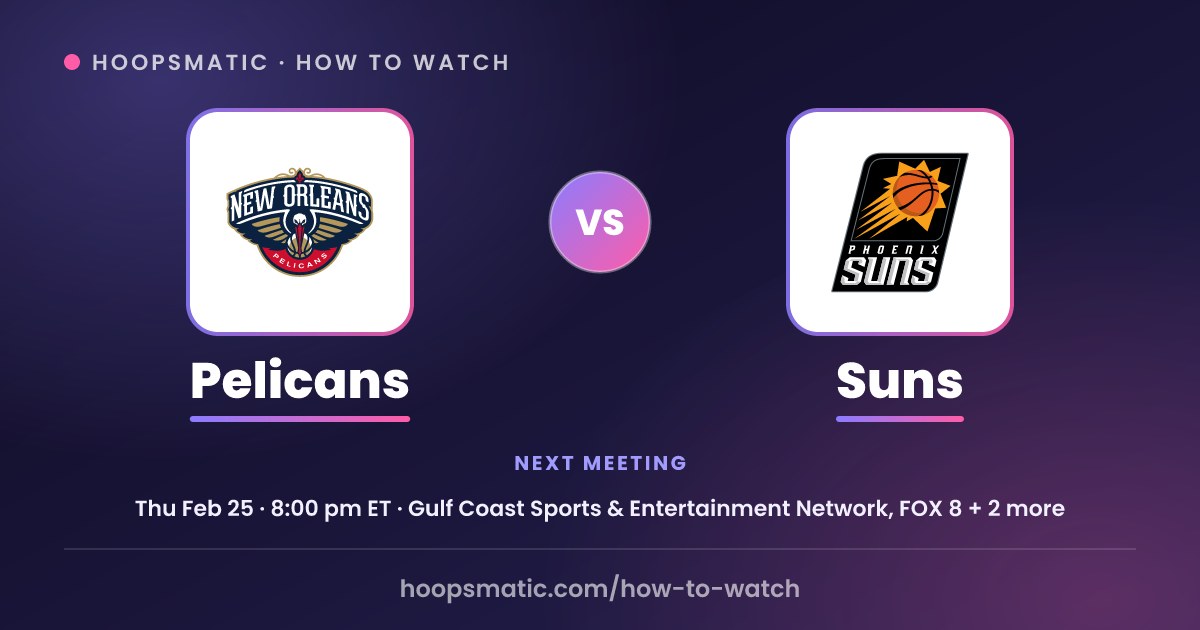 HOOPSMATIC · HOW TO WATCH
NEW ORLEANS
PELICANS
VS
PHOENIX
SUNS
Pelicans
Suns
NEXT MEETING
Thu Feb 25 · 8:00 pm ET · Gulf Coast Sports & Entertainment Network, FOX 8 + 2 more
hoopsmatic.com/how-to-watch